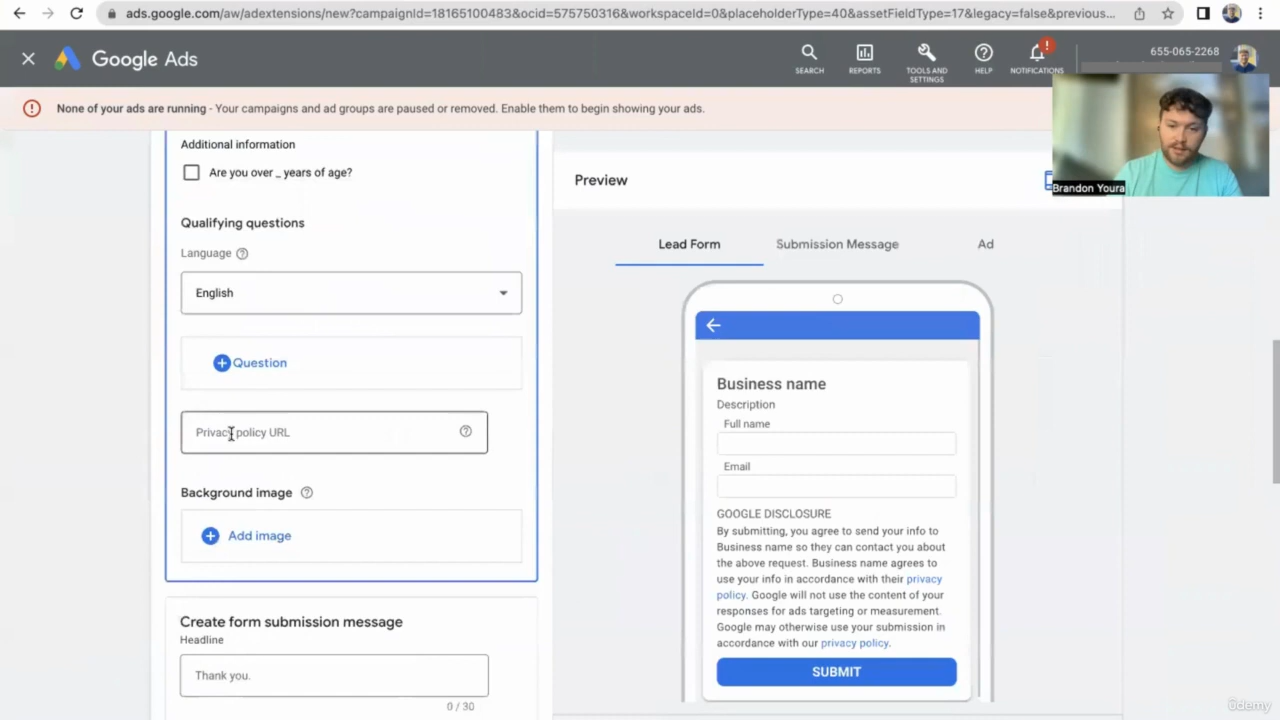 ads.google.com/aw/adextensions/new?campaignId=18165100483&ocid=575750316&workspaceId=0&placeholderType=40&assetFieldType=17&legacy=false&previous...
Google Ads
SEARCH
REPORTS
TOOLS AND
SETTINGS
HELP
!
NOTIFICATIONS
655-065-2268
None of your ads are running - Your campaigns and ad groups are paused or removed. Enable them to begin showing your ads.
Brandon Youra
Additional information
Are you over _ years of age?
Qualifying questions
Language
English
Question
Privacy policy URL
Background image
Add image
Create form submission message
Headline
Thank you.
0 / 30
Preview
Lead Form
Submission Message
Ad
Business name
Description
Full name
Email
GOOGLE DISCLOSURE
By submitting, you agree to send your info to
Business name so they can contact you about
the above request. Business name agrees to
use your info in accordance with their privacy
policy. Google will not use the content of your
responses for ads targeting or measurement.
Google may otherwise use your submission in
accordance with our privacy policy.
SUBMIT
ûdemy